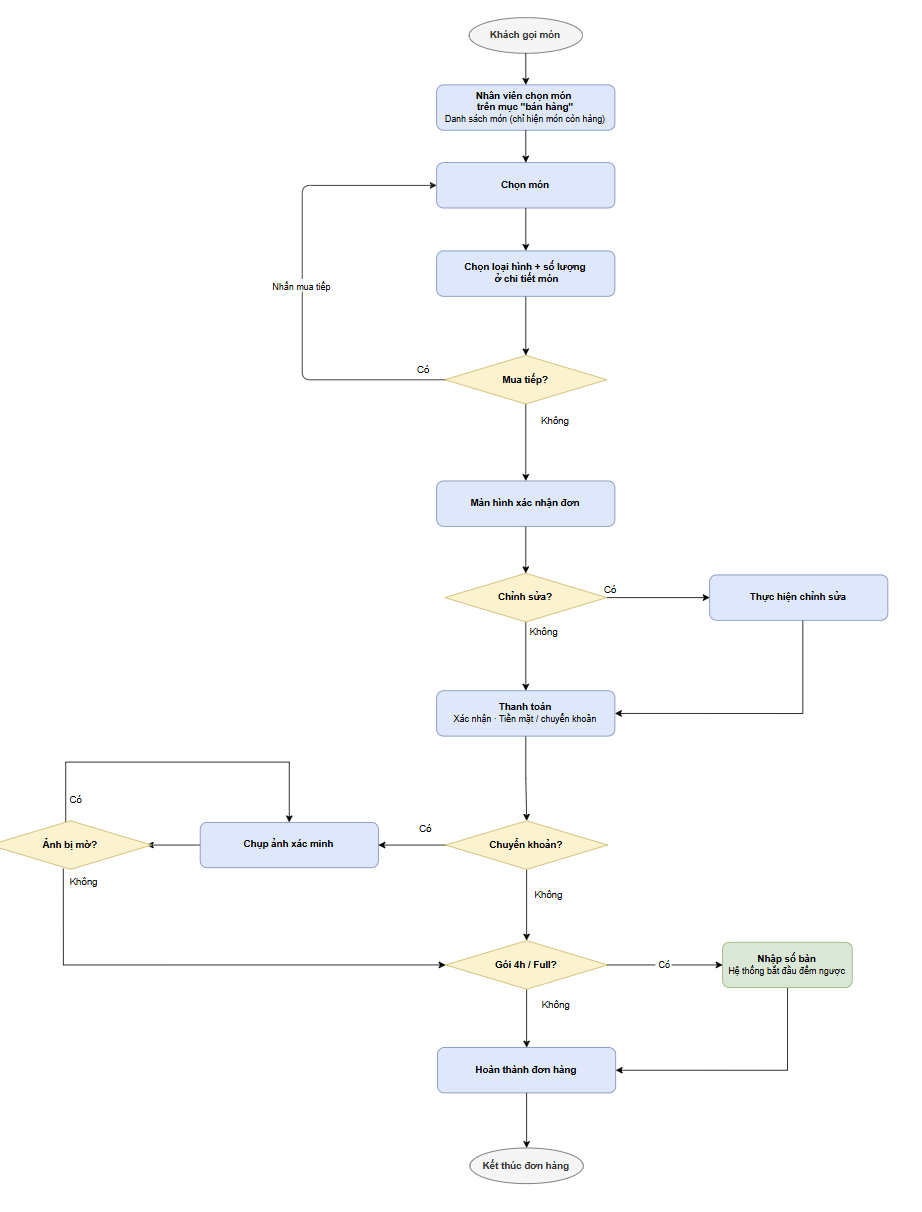 Khách gọi món
Nhân viên chọn món
trên mục "bán hàng"
Danh sách món (chỉ hiện món còn hàng)
Chọn món
Chọn loại hình + số lượng
ở chi tiết món
Nhấn mua tiếp
Có
Mua tiếp?
Không
Màn hình xác nhận đơn
Chỉnh sửa?
Có
Thực hiện chỉnh sửa
Không
Thanh toán
Xác nhận · Tiền mặt / chuyển khoản
Có
Ảnh bị mờ?
Chụp ảnh xác minh
Có
Chuyển khoản?
Không
Không
Gói 4h / Full?
Có
Nhập số bàn
Hệ thống bắt đầu đếm ngược
Không
Hoàn thành đơn hàng
Kết thúc đơn hàng